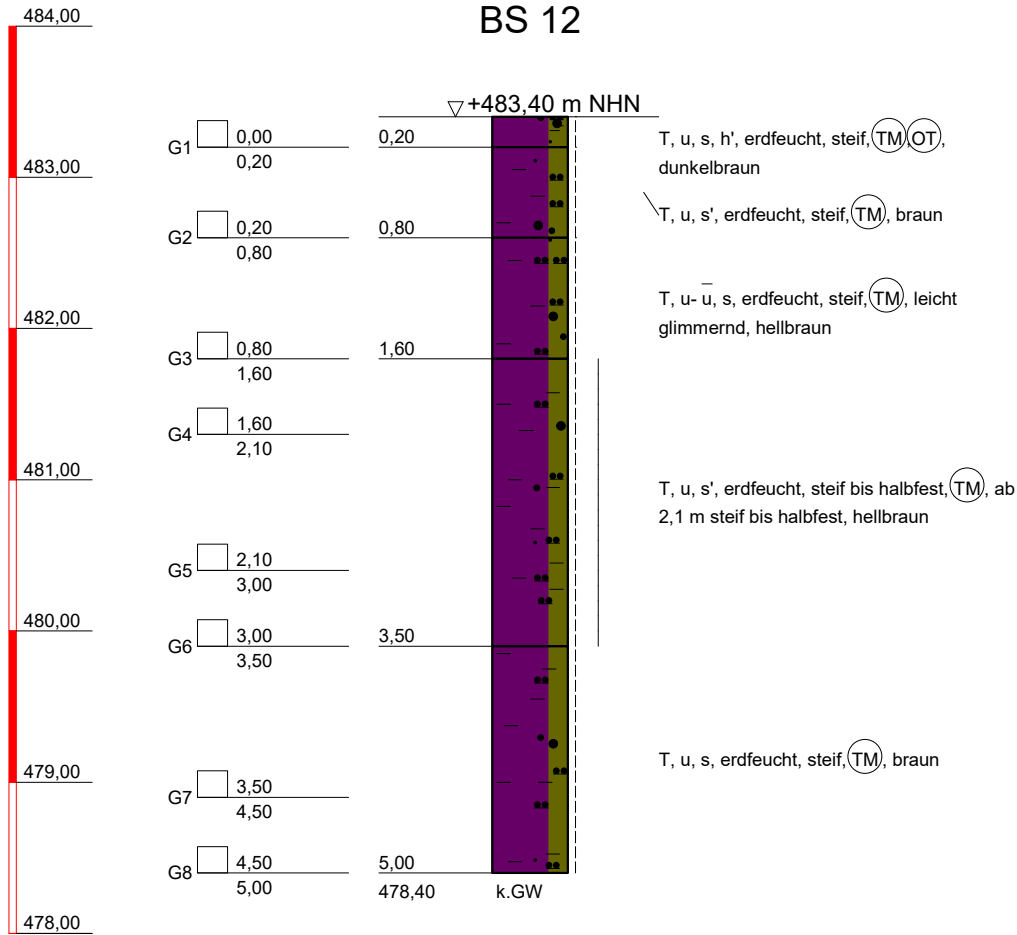 BS 12
484,00
483,00
482,00
481,00
480,00
479,00
478,00
+483,40 m NHN
G1 0,00
0,20
G2 0,20
0,80
G3 0,80
1,60
G4 1,60
2,10
G5 2,10
3,00
G6 3,00
3,50
G7 3,50
4,50
G8 4,50
5,00
0,20
0,80
1,60
3,50
5,00
478,40
k.GW
T, u, s, h', erdfeucht, steif, TM, OT,
dunkelbraun
T, u, s', erdfeucht, steif, TM, braun
T, u- ū, s, erdfeucht, steif, TM, leicht
glimmernd, hellbraun
T, u, s', erdfeucht, steif bis halbfest, TM, ab
2,1 m steif bis halbfest, hellbraun
T, u, s, erdfeucht, steif, TM, braun